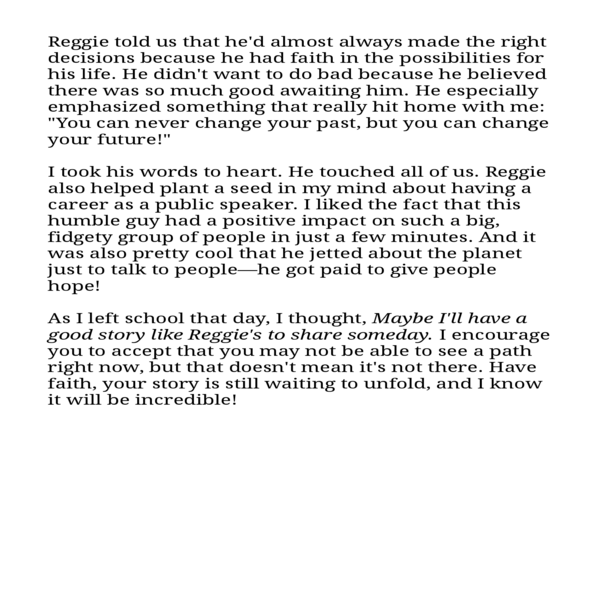 Reggie told us that he'd almost always made the right
decisions because he had faith in the possibilities for
his life. He didn't want to do bad because he believed
there was so much good awaiting him. He especially
emphasized something that really hit home with me:
"You can never change your past, but you can change
your future!"
I took his words to heart. He touched all of us. Reggie
also helped plant a seed in my mind about having a
career as a public speaker. I liked the fact that this
humble guy had a positive impact on such a big,
fidgety group of people in just a few minutes. And it
was also pretty cool that he jetted about the planet
just to talk to people—he got paid to give people
hope!
As I left school that day, I thought, Maybe I'll have a
good story like Reggie's to share someday. I encourage
you to accept that you may not be able to see a path
right now, but that doesn't mean it's not there. Have
faith, your story is still waiting to unfold, and I know
it will be incredible!